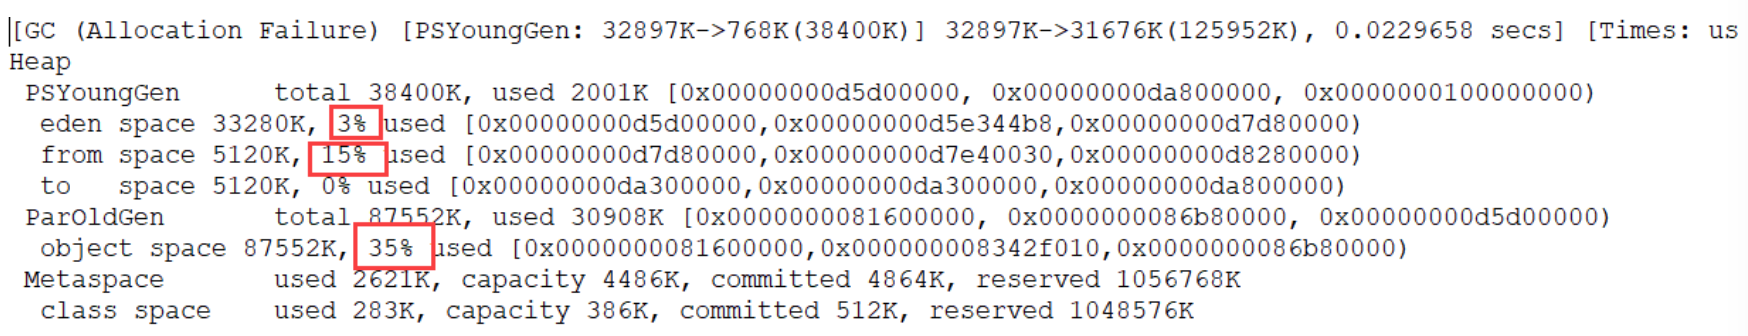 [GC (Allocation Failure) [PSYoungGen: 32897K->768K(38400K)] 32897K->31676K(125952K), 0.0229658 secs] [Times: us
Heap
PSYoungGen total 38400K, used 2001K [0x00000000d5d00000, 0x00000000da800000, 0x0000000100000000)
eden space 33280K, 3% used [0x00000000d5d00000,0x00000000d5e344b8,0x00000000d7d80000)
from space 5120K, 15% used [0x00000000d7d80000,0x00000000d7e40030,0x00000000d8280000)
to space 5120K, 0% used [0x00000000da300000,0x00000000da300000,0x00000000da800000)
ParOldGen total 87552K, used 30908K [0x0000000081600000, 0x0000000086b80000, 0x00000000d5d00000)
object space 87552K, 35% used [0x0000000081600000,0x000000008342f010,0x0000000086b80000)
Metaspace used 2621K, capacity 4486K, committed 4864K, reserved 1056768K
class space used 283K, capacity 386K, committed 512K, reserved 1048576K